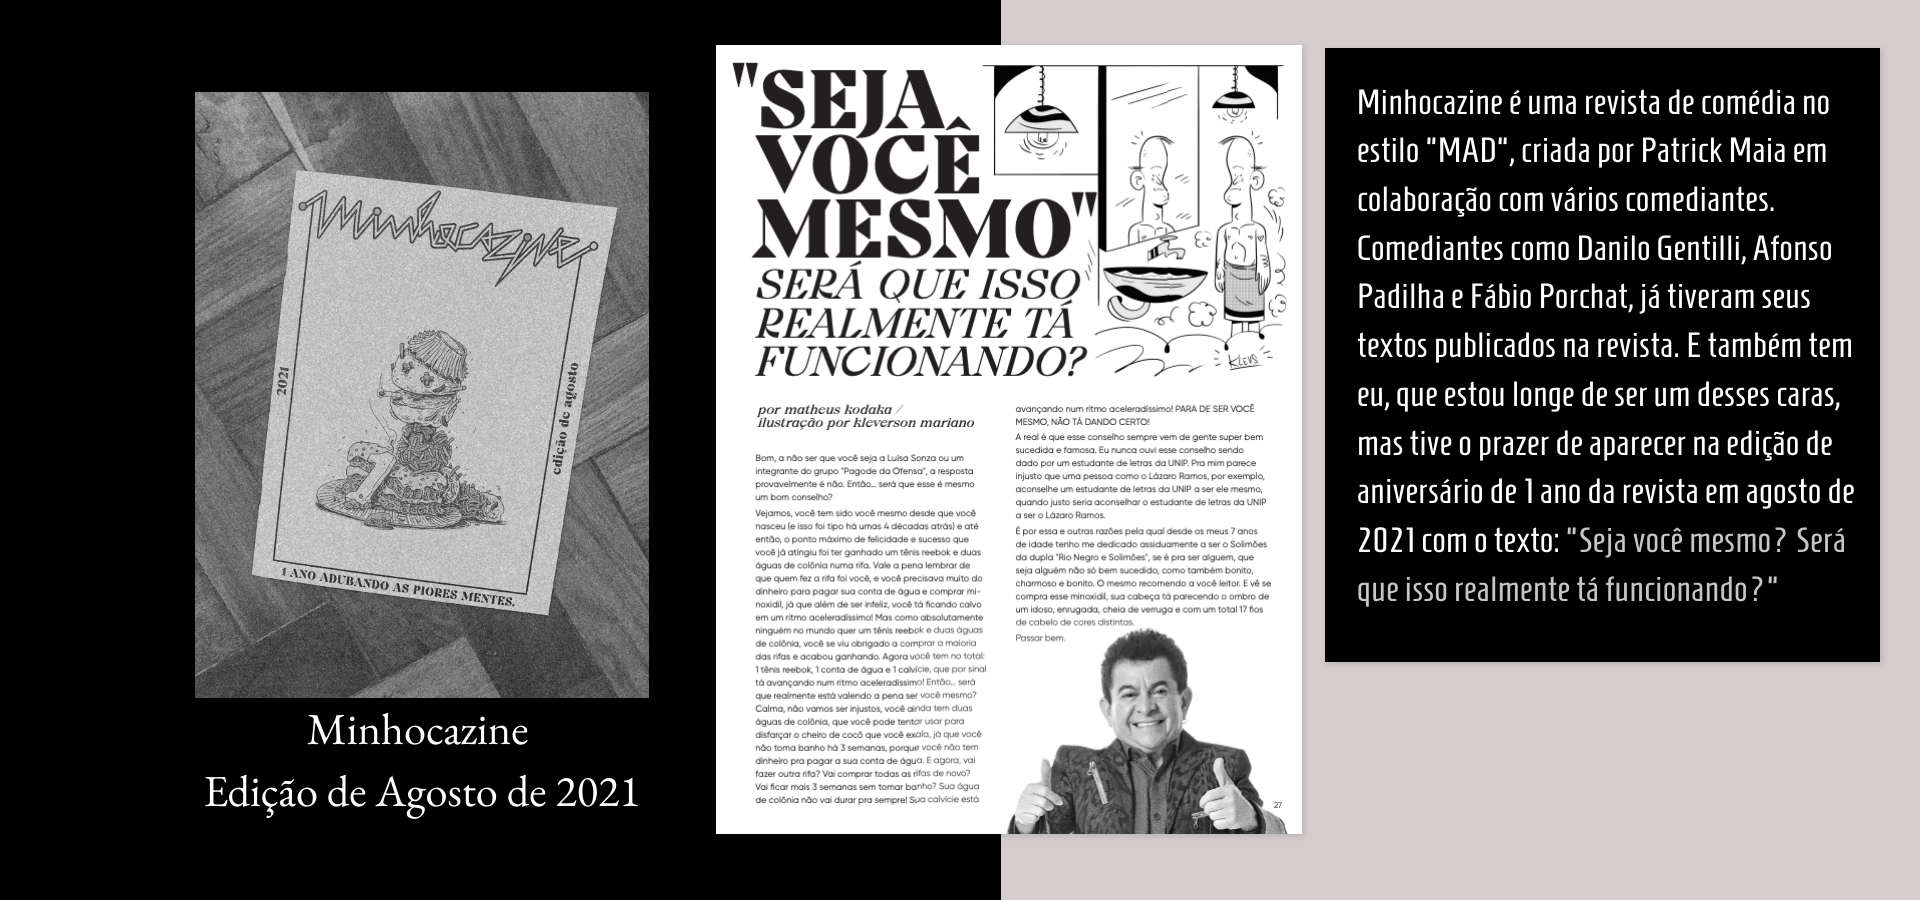 Minhocazine
2021
edição de agosto
1 ANO ADUBANDO AS PIORES MENTES.
Minhocazine
Edição de Agosto de 2021
"SEJA
VOCÊ
MESMO"
SERÁ QUE ISSO
REALMENTE TÁ
FUNCIONANDO?
KLEVS
por matheus kodaka /
ilustração por kleverson mariano
Bom, a não ser que você seja a Luísa Sonza ou um
integrante do grupo "Pagode da Ofensa", a resposta
provavelmente é não. Então... será que esse é mesmo
um bom conselho?
Vejamos, você tem sido você mesmo desde que você
nasceu (e isso foi tipo há umas 4 décadas atrás) e até
então, o ponto máximo de felicidade e sucesso que
você já atingiu foi ter ganhado um tênis reebok e duas
águas de colônia numa rifa. Vale a pena lembrar de
que quem fez a rifa foi você, e você precisava muito do
dinheiro para pagar sua conta de água e comprar mi-
noxidil, já que além de ser infeliz, você tá ficando calvo
em um ritmo aceleradíssimo! Mas como absolutamente
ninguém no mundo quer um tênis reebok e duas águas
de colônia, você se viu obrigado a comprar a maioria
das rifas e acabou ganhando. Agora você tem no total:
1 tênis reebok, 1 conta de água e 1 calvície, que por sinal
tá avançando num ritmo aceleradíssimo! Então... será
que realmente está valendo a pena ser você mesmo?
Calma, não vamos ser injustos, você ainda tem duas
águas de colônia, que você pode tentar usar para
disfarçar o cheiro de cocô que você exala, já que você
não toma banho há 3 semanas, porque você não tem
dinheiro pra pagar a sua conta de água. E agora, vai
fazer outra rifa? Vai comprar todas as rifas de novo?
Vai ficar mais 3 semanas sem tomar banho? Sua água
de colônia não vai durar pra sempre! Sua calvície está
avançando num ritmo aceleradíssimo! PARA DE SER VOCÊ
MESMO, NÃO TÁ DANDO CERTO!
A real é que esse conselho sempre vem de gente super bem
sucedida e famosa. Eu nunca ouvi esse conselho sendo
dado por um estudante de letras da UNIP. Pra mim parece
injusto que uma pessoa como o Lázaro Ramos, por exemplo,
aconselhe um estudante de letras da UNIP a ser ele mesmo,
quando justo seria aconselhar o estudante de letras da UNIP
a ser o Lázaro Ramos.
É por essa e outras razões pela qual desde os meus 7 anos
de idade tenho me dedicado assiduamente a ser o Solimões
da dupla "Rio Negro e Solimões", se é pra ser alguem, que
seja alguém não só bem sucedido, como também bonito,
charmoso e bonito. O mesmo recomendo a você leitor. E vê se
compra esse minoxidil, sua cabeça tá parecendo o ombro de
um idoso, enrugada, cheia de verruga e com um total 17 fios
de cabelo de cores distintas.
Passar bem.
27
Minhocazine é uma revista de comédia no
estilo "MAD", criada por Patrick Maia em
colaboração com vários comediantes.
Comediantes como Danilo Gentilli, Afonso
Padilha e Fábio Porchat, já tiveram seus
textos publicados na revista. E também tem
eu, que estou longe de ser um desses caras,
mas tive o prazer de aparecer na edição de
aniversário de 1 ano da revista em agosto de
2021 com o texto: "Seja você mesmo? Será
que isso realmente tá funcionando?"